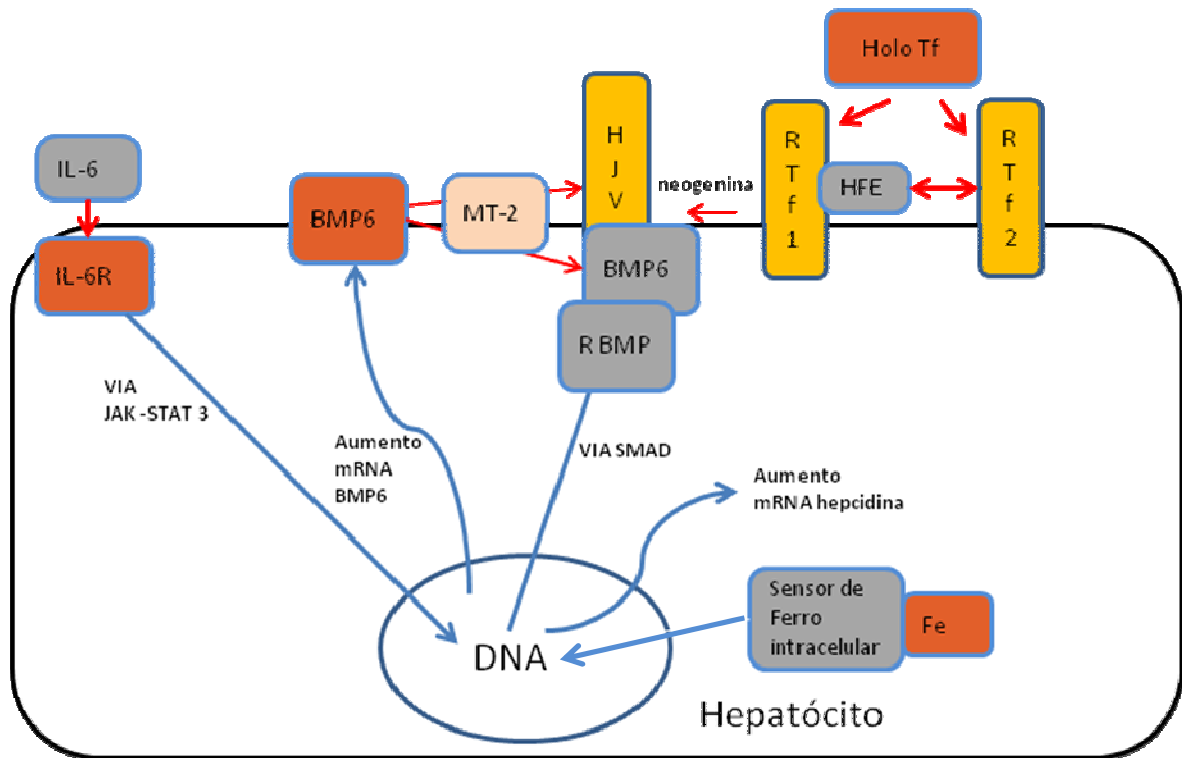 Holo Tf
H
J
V
R
T
f
1
R
T
f
2
IL-6
neogenina
HFE
BMP6
MT-2
IL-6R
BMP6
R BMP
VIA
JAK -STAT 3
Aumento
mRNA
BMP6
VIA SMAD
Aumento
mRNA hepcidina
Sensor de
Ferro
intracelular
Fe
DNA
Hepatócito